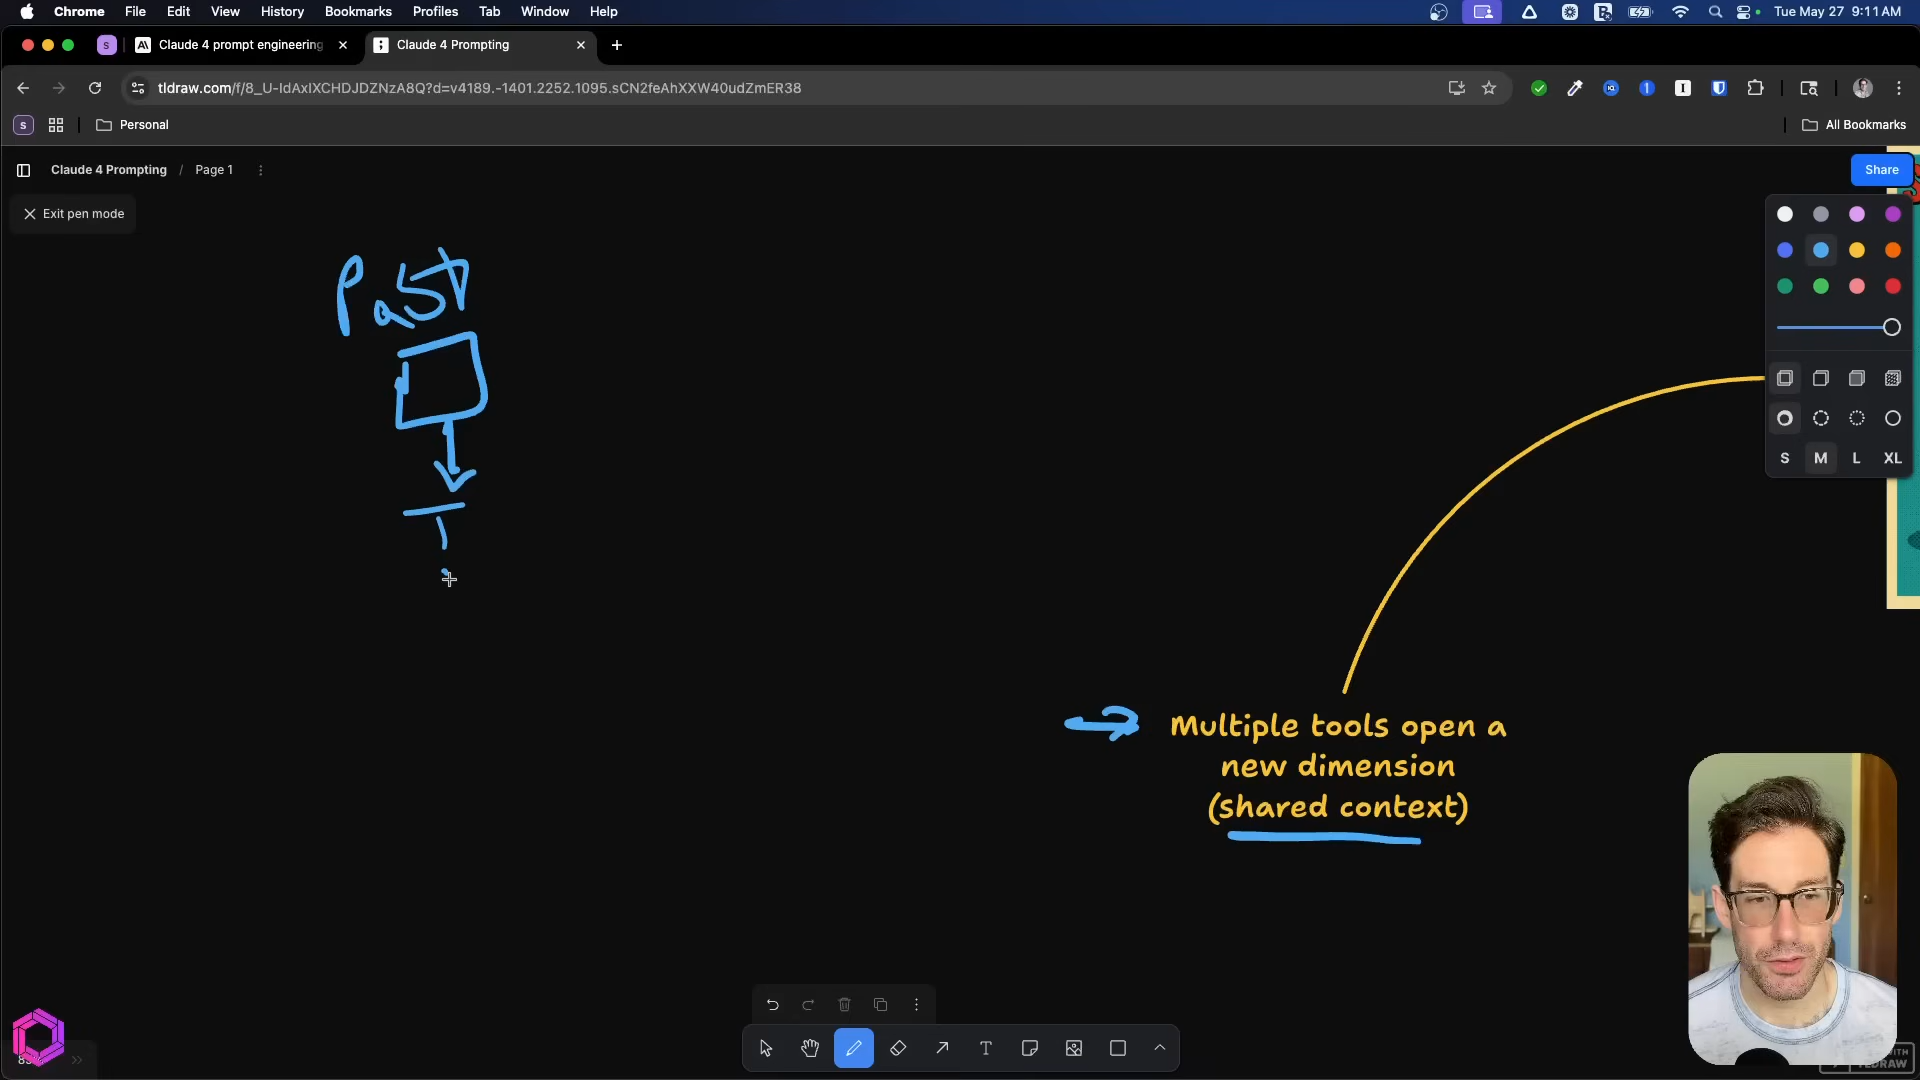 Chrome File Edit View History Bookmarks Profiles Tab Window Help Tue May 27 9:11 AM
S Claude 4 prompt engineering Claude 4 Prompting
tldraw.com/f/8_U-IdAxIXCHDJDZNzA8Q?d=v4189.-1401.2252.1095.sCN2feAhXXW40udZmER38
S Personal All Bookmarks
Claude 4 Prompting / Page 1 Share
Exit pen mode
Past
T
S M L XL
Multiple tools open a
new dimension
(shared context)